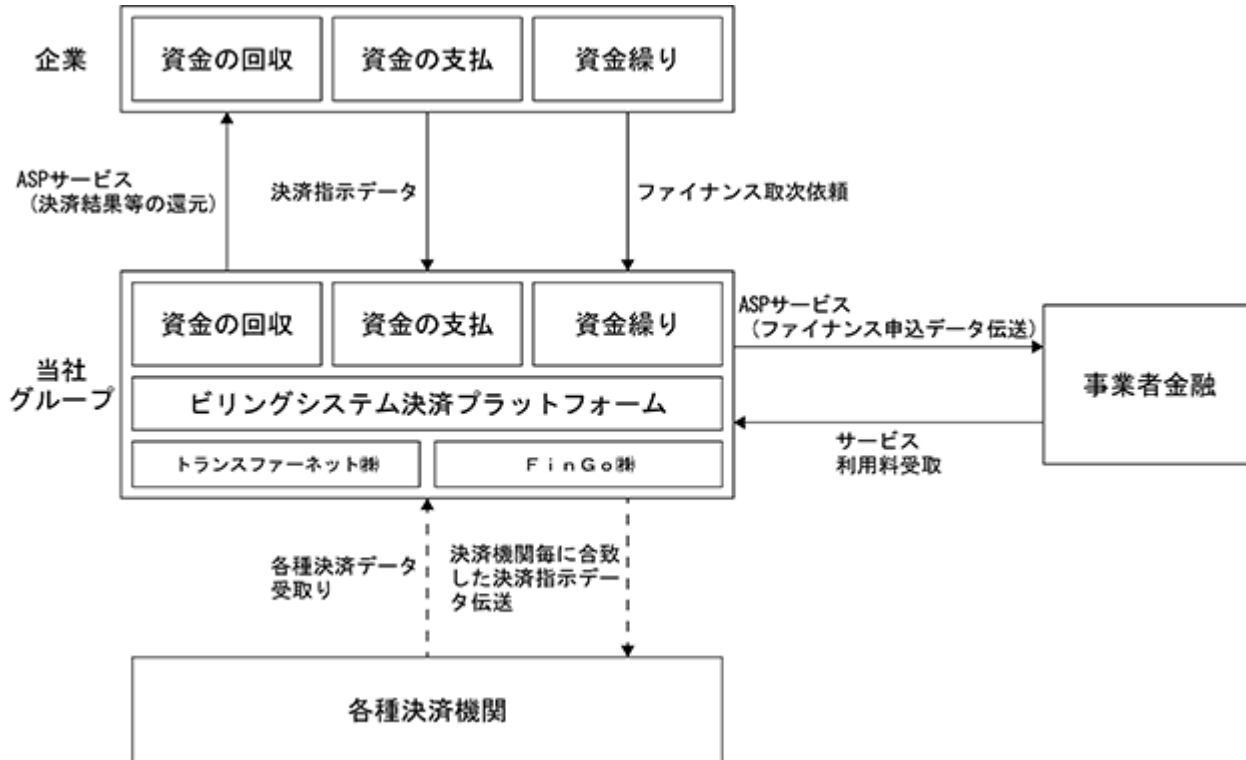 企業
資金の回収
資金の支払
資金繰り
ASPサービス
(決済結果等の還元)
決済指示データ
ファイナンス取次依頼
当社
グループ
資金の回収
資金の支払
資金繰り
ビリングシステム決済プラットフォーム
トランスファーネット㈱
ＦｉｎＧｏ㈱
ASPサービス
(ファイナンス申込データ伝送)
事業者金融
サービス
利用料受取
各種決済データ
受取り
決済機関毎に合致
した決済指示デー
タ伝送
各種決済機関